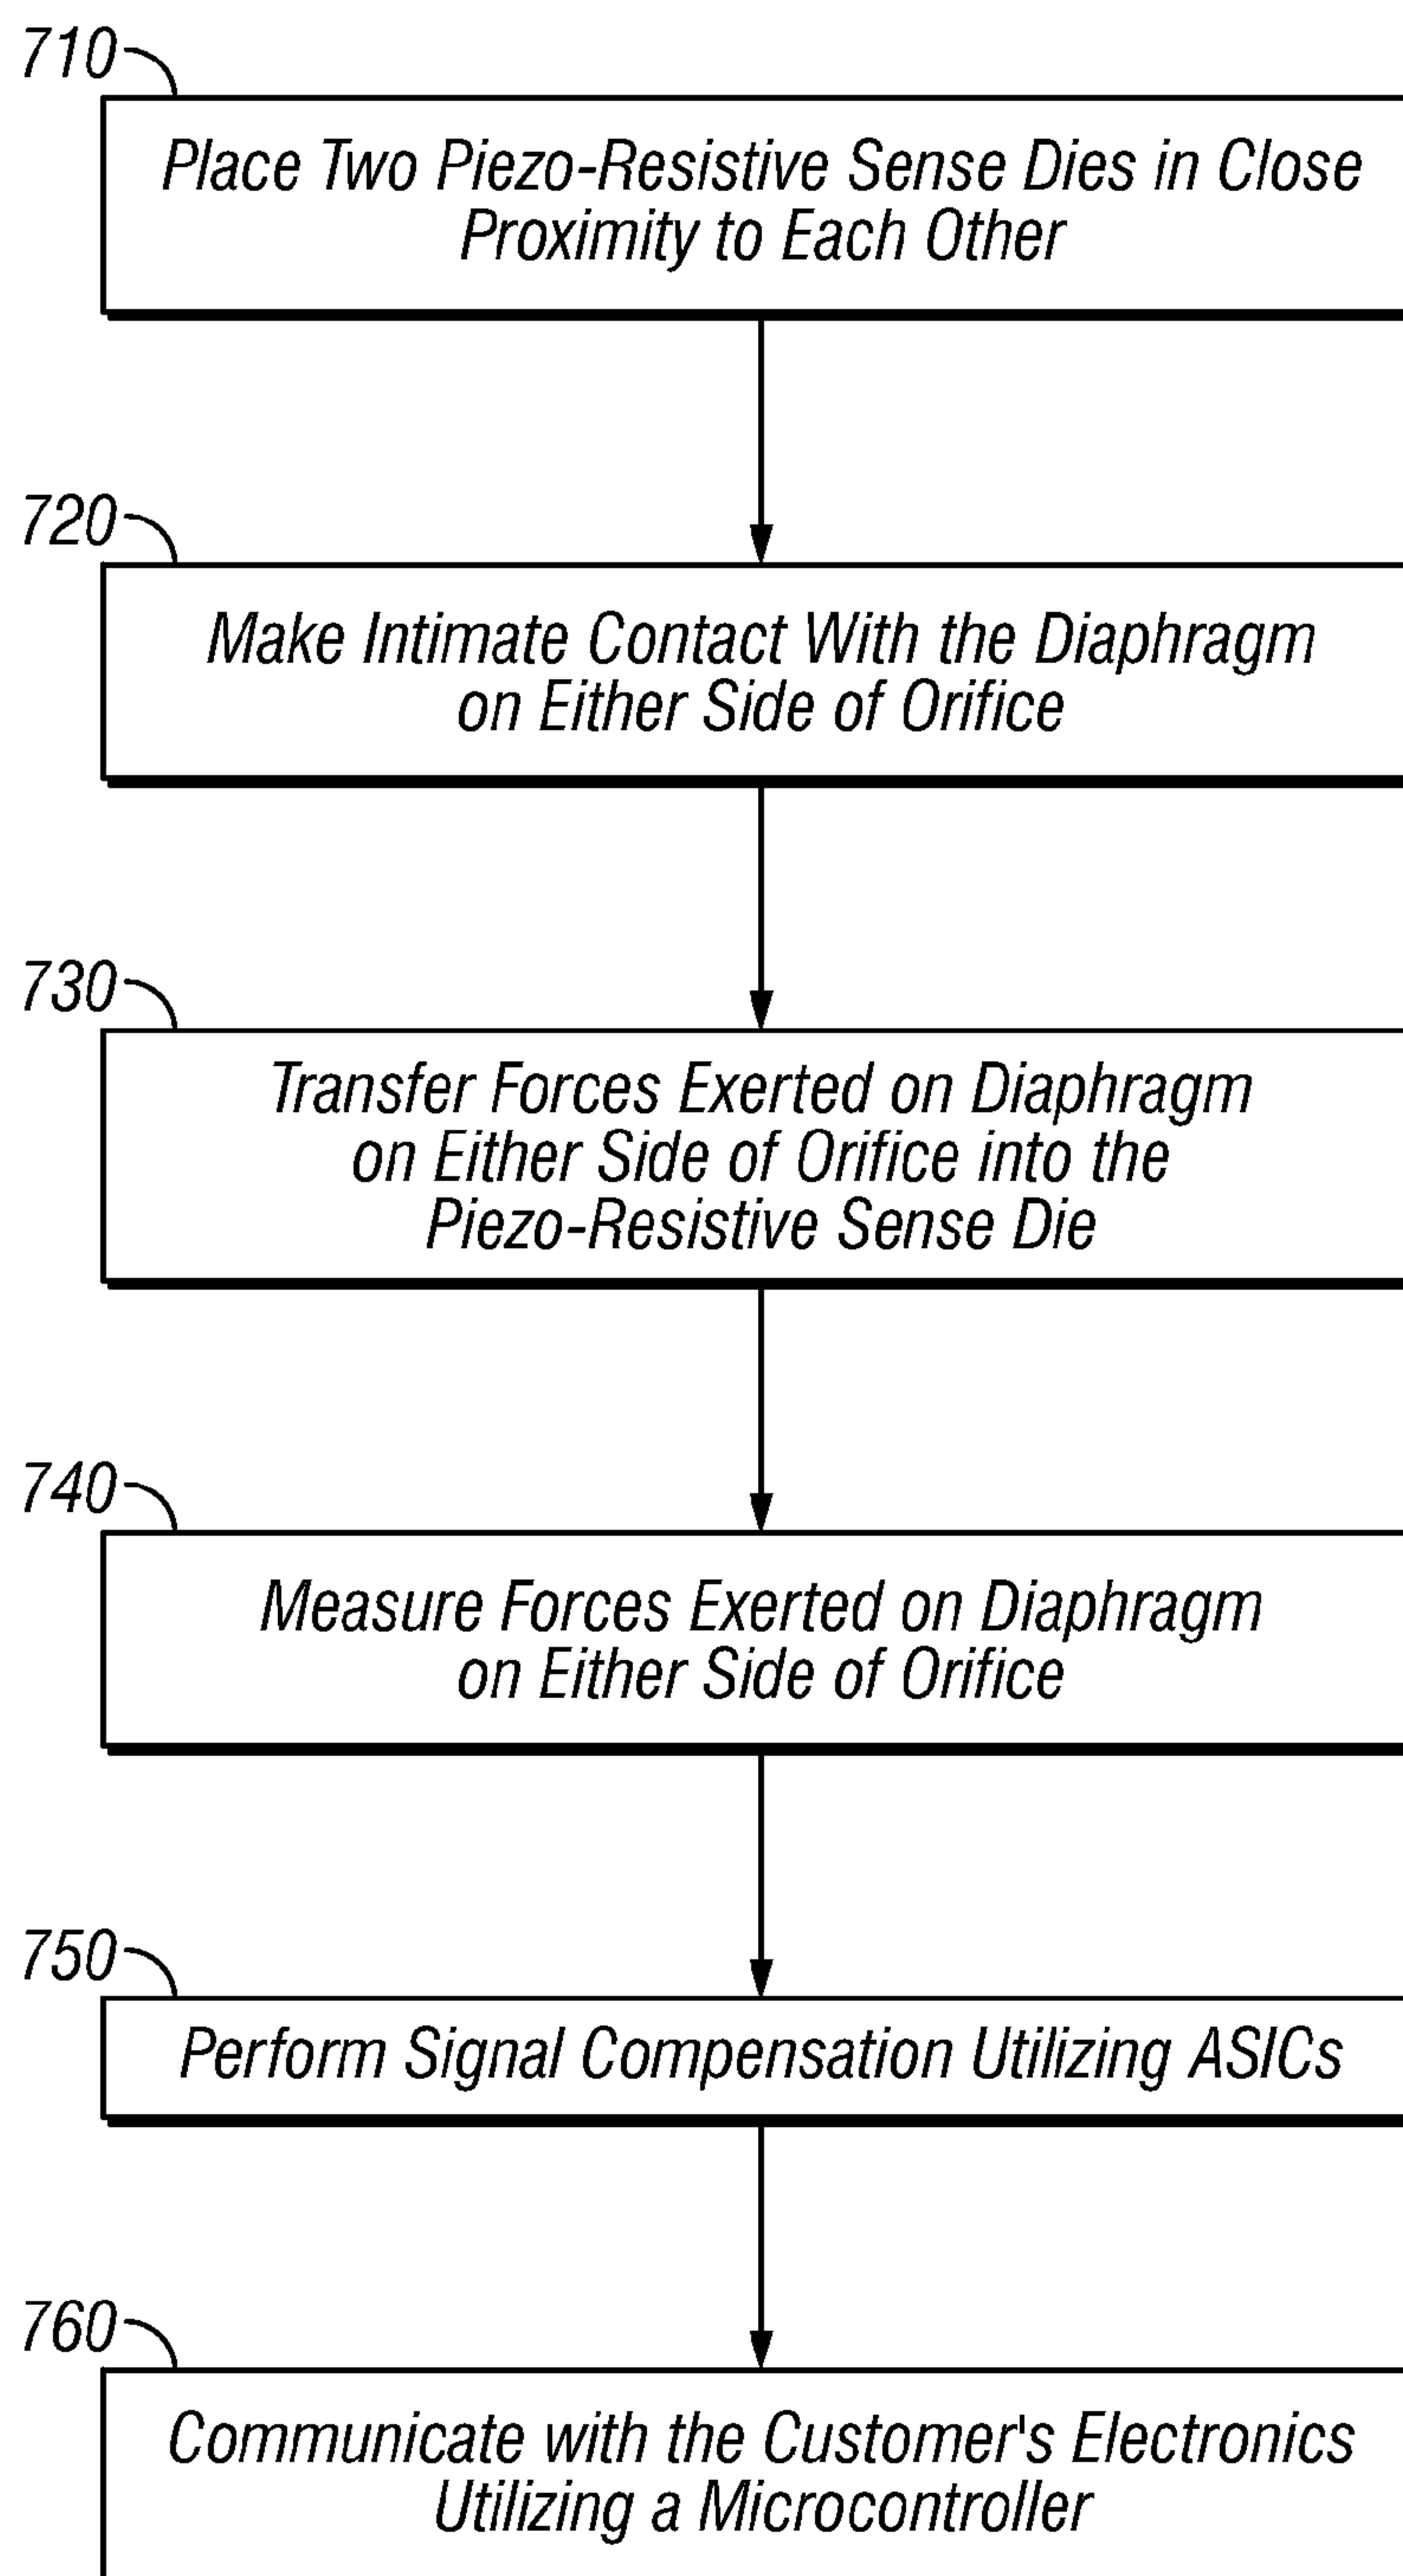 710
Place Two Piezo-Resistive Sense Dies in Close
Proximity to Each Other
720
Make Intimate Contact With the Diaphragm
on Either Side of Orifice
730
Transfer Forces Exerted on Diaphragm
on Either Side of Orifice into the
Piezo-Resistive Sense Die
740
Measure Forces Exerted on Diaphragm
on Either Side of Orifice
750
Perform Signal Compensation Utilizing ASICs
760
Communicate with the Customer's Electronics
Utilizing a Microcontroller